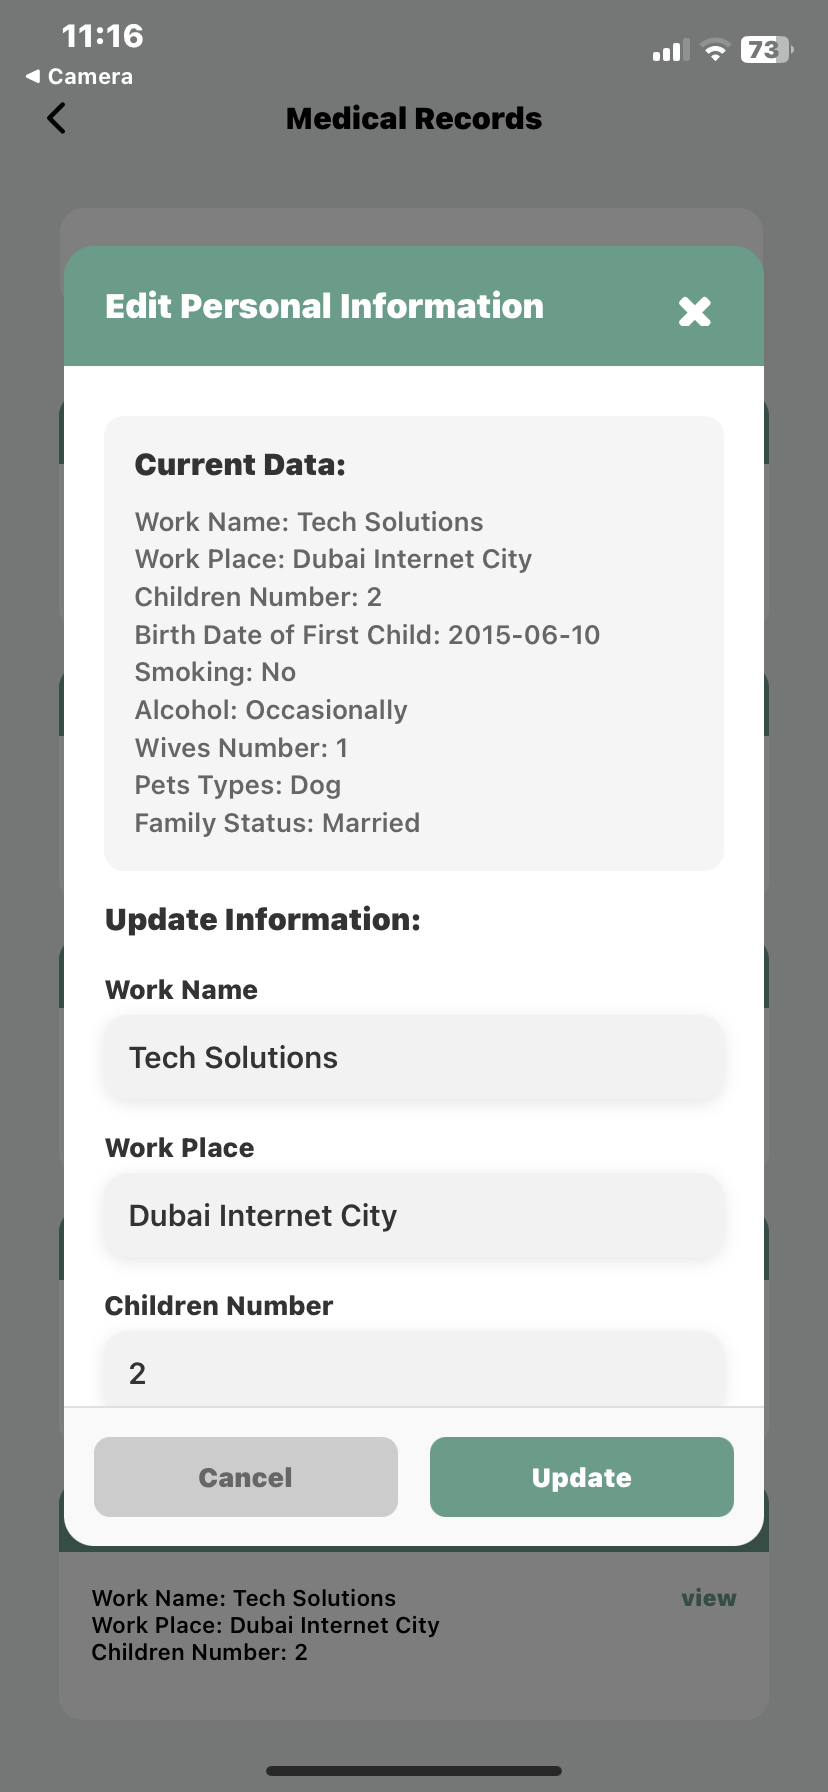 11:16
73
Camera
Medical Records
Edit Personal Information
Current Data:
Work Name: Tech Solutions
Work Place: Dubai Internet City
Children Number: 2
Birth Date of First Child: 2015-06-10
Smoking: No
Alcohol: Occasionally
Wives Number: 1
Pets Types: Dog
Family Status: Married
Update Information:
Work Name
Tech Solutions
Work Place
Dubai Internet City
Children Number
2
Cancel
Update
Work Name: Tech Solutions
view
Work Place: Dubai Internet City
Children Number: 2